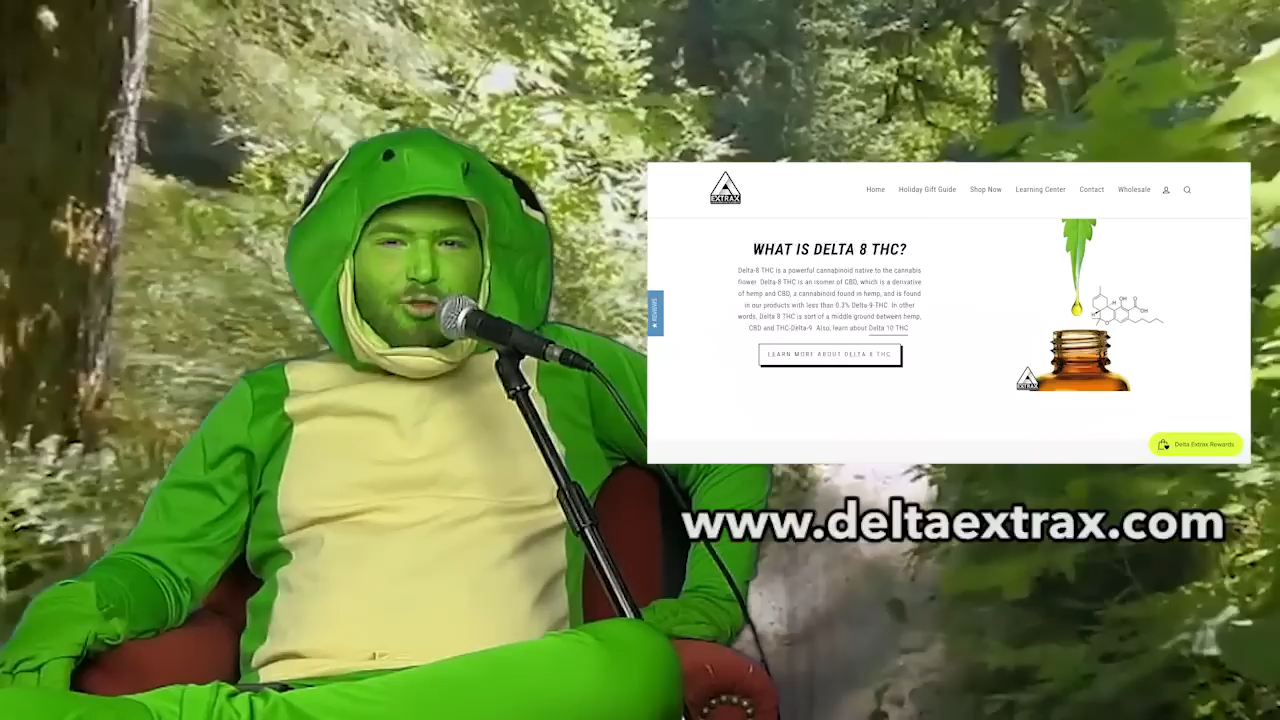 EXTRAX
Home Holiday Gift Guide Shop Now Learning Center Contact Wholesale
WHAT IS DELTA 8 THC?
Delta-8 THC is a powerful cannabinoid native to the cannabis
flower. Delta-8 THC is an isomer of CBD, which is a derivative
of hemp and CBD, a cannabinoid found in hemp, and is found
in our products with less than 0.3% Delta-9 THC. In other
words, Delta 8 THC is sort of a middle ground between hemp,
CBD and THC-Delta-9. Also, learn about Delta 10 THC
LEARN MORE ABOUT DELTA 8 THC
★ REVIEWS
H
OH
O
OH
H
O
EXTRAX
Delta Extrax Rewards
www.deltaextrax.com